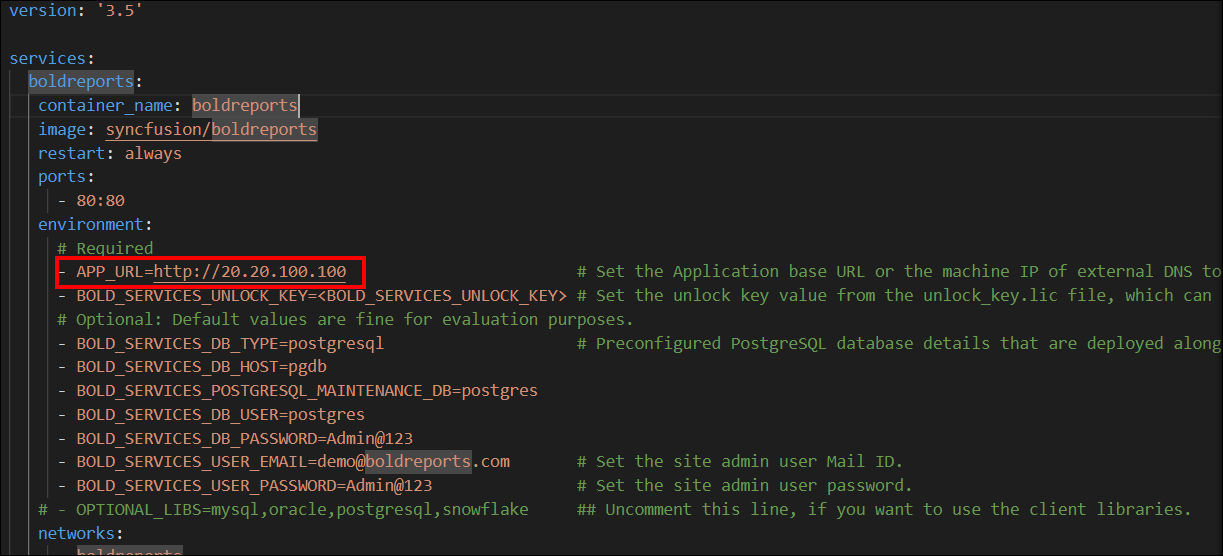 version: '3.5'
services:
boldreports:
container_name: boldreports
image: syncfusion/boldreports
restart: always
ports:
- 80:80
environment:
# Required
- APP_URL=http://20.20.100.100 # Set the Application base URL or the machine IP of external DNS to
- BOLD_SERVICES_UNLOCK_KEY=<BOLD_SERVICES_UNLOCK_KEY> # Set the unlock key value from the unlock_key.lic file, which can
# Optional: Default values are fine for evaluation purposes.
- BOLD_SERVICES_DB_TYPE=postgresql # Preconfigured PostgreSQL database details that are deployed along
- BOLD_SERVICES_DB_HOST=pgdb
- BOLD_SERVICES_POSTGRESQL_MAINTENANCE_DB=postgres
- BOLD_SERVICES_DB_USER=postgres
- BOLD_SERVICES_DB_PASSWORD=Admin@123
- BOLD_SERVICES_USER_EMAIL=demo@boldreports.com # Set the site admin user Mail ID.
- BOLD_SERVICES_USER_PASSWORD=Admin@123 # Set the site admin user password.
# - OPTIONAL_LIBS=mysql,oracle,postgresql,snowflake ## Uncomment this line, if you want to use the client libraries.
networks:
boldreports